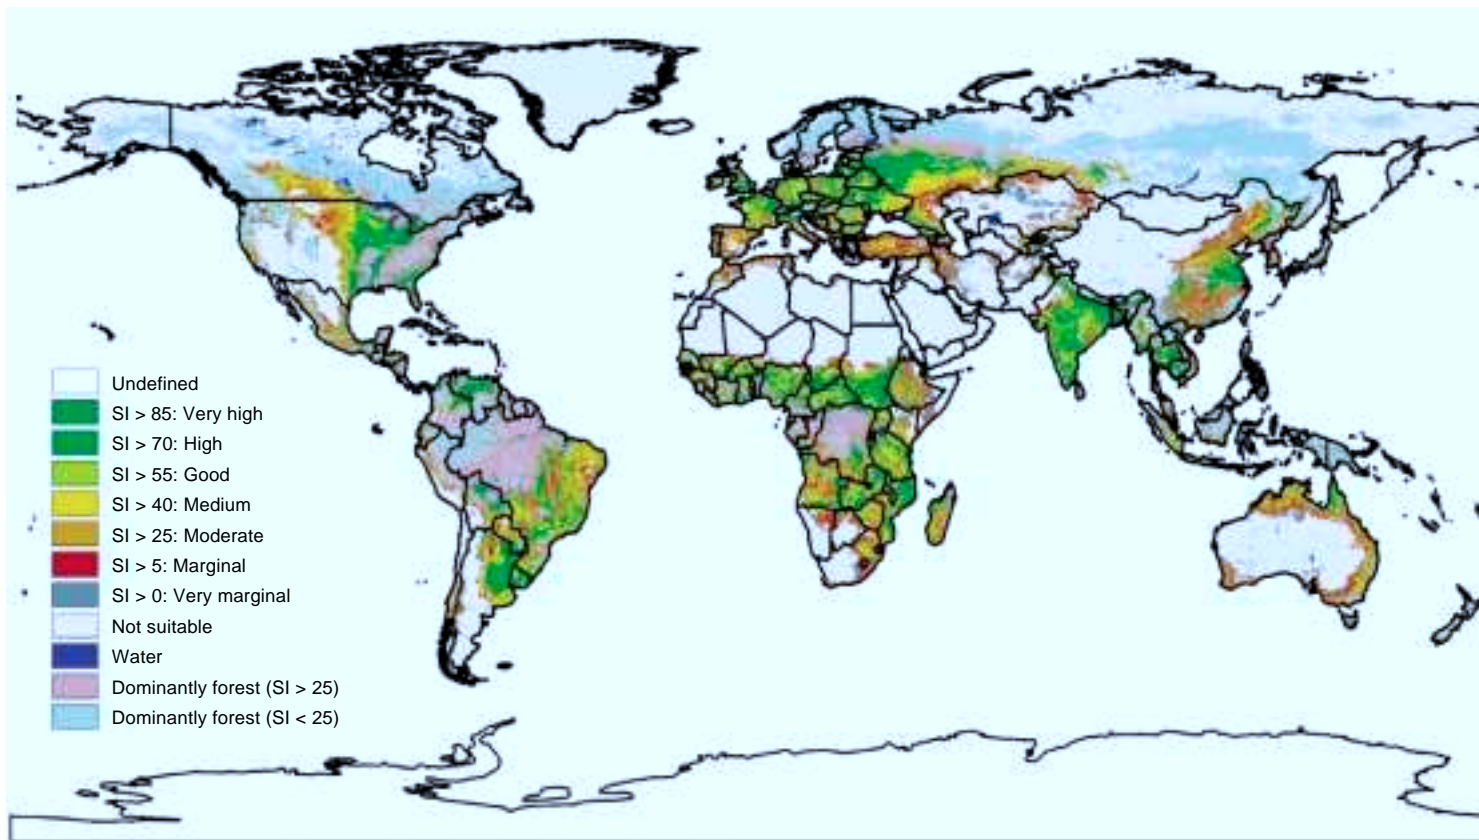 Undefined
SI > 85: Very high
SI > 70: High
SI > 55: Good
SI > 40: Medium
SI > 25: Moderate
SI > 5: Marginal
SI > 0: Very marginal
Not suitable
Water
Dominantly forest (SI > 25)
Dominantly forest (SI < 25)